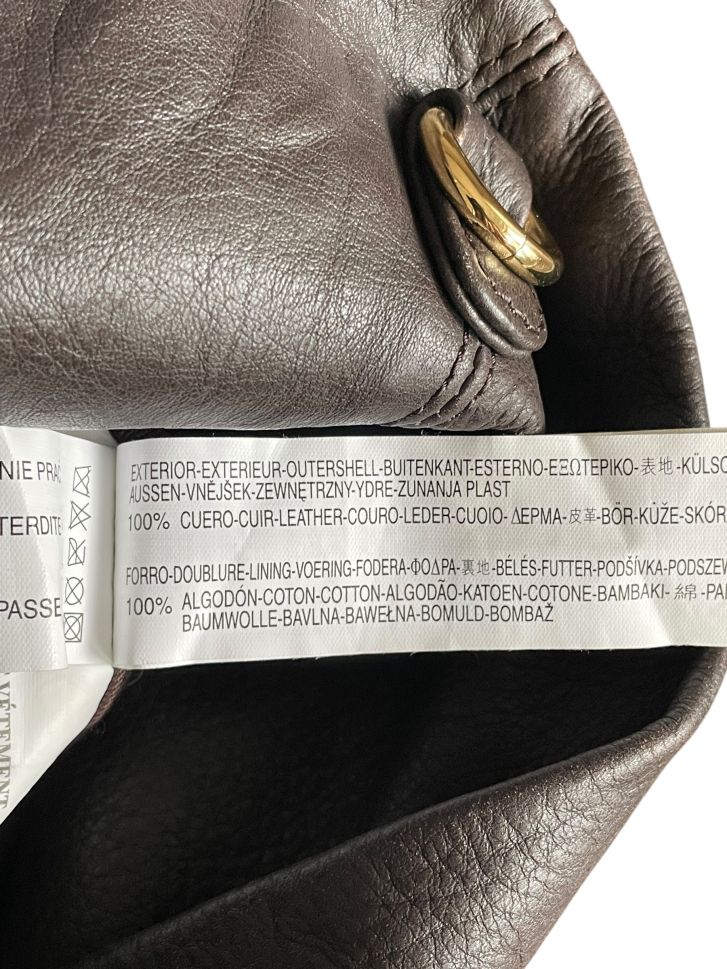 NIE PRAĆ
TERDITE
PASSE
VÊTEMENT
EXTERIOR-EXTERIEUR-OUTERSHELL-BUITENKANT-ESTERNO-ΕΞΩΤΕΡΙΚΟ-表地-KÜLSO
AUSSEN-VNĚJŠEK-ZEWNĘTRZNY-YDRE-ZUNANJA PLAST
100% CUERO-CUIR-LEATHER-COURO-LEDER-CUOIO-ΔΕΡΜΑ-皮革-BÖR-KŮŽE-SKÓR
FORRO-DOUBLURE-LINING-VOERING-FODERA-ΦΟΔΡΑ-裏地-BÉLÉS-FUTTER-PODŠÍVKA-PODSZEW
100% ALGODÓN-COTON-COTTON-ALGODÃO-KATOEN-COTONE-BAMBAKI-綿-PA
BAUMWOLLE-BAVLNA-BAWEŁNA-BOMULD-BOMBAŽ